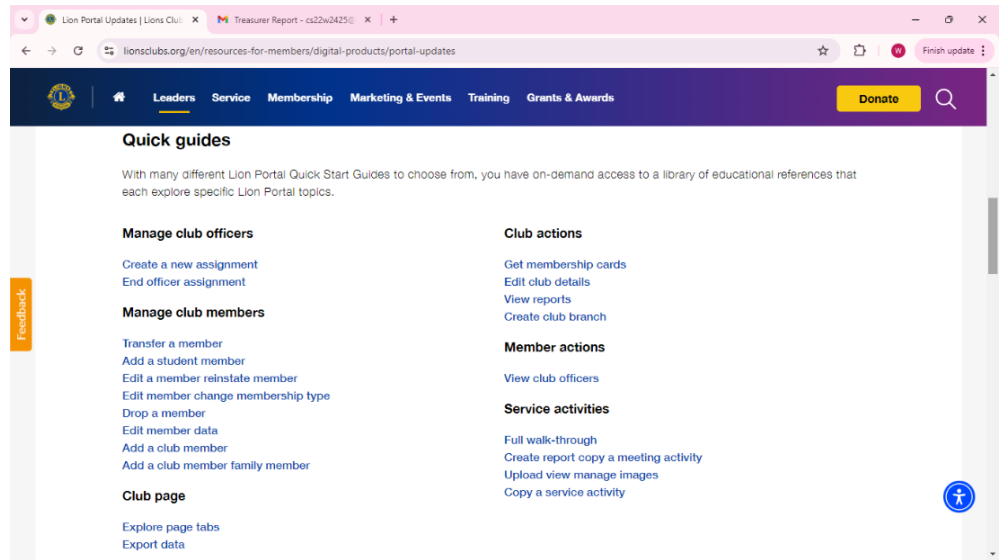 Lion Portal Updates | Lions Clu
Treasurer Report - cs22w2425@
lionsclubs.org/en/resources-for-members/digital-products/portal-updates
W
Finish update
Leaders Service Membership Marketing & Events Training Grants & Awards
Donate
Quick guides
With many different Lion Portal Quick Start Guides to choose from, you have on-demand access to a library of educational references that
each explore specific Lion Portal topics.
Manage club officers
Create a new assignment
End officer assignment
Manage club members
Transfer a member
Add a student member
Edit a member reinstate member
Edit member change membership type
Drop a member
Edit member data
Add a club member
Add a club member family member
Club page
Explore page tabs
Export data
Club actions
Get membership cards
Edit club details
View reports
Create club branch
Member actions
View club officers
Service activities
Full walk-through
Create report copy a meeting activity
Upload view manage images
Copy a service activity
Feedback